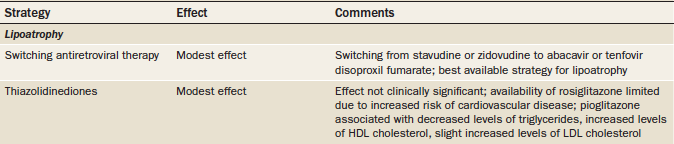 Strategy Effect Comments
Lipoatrophy
Switching antiretroviral therapy Modest effect Switching from stavudine or zidovudine to abacavir or tenfovir
disoproxil fumarate; best available strategy for lipoatrophy
Thiazolidinediones Modest effect Effect not clinically significant; availability of rosiglitazone limited
due to increased risk of cardiovascular disease; pioglitazone
associated with decreased levels of triglycerides, increased levels
of HDL cholesterol, slight increased levels of LDL cholesterol